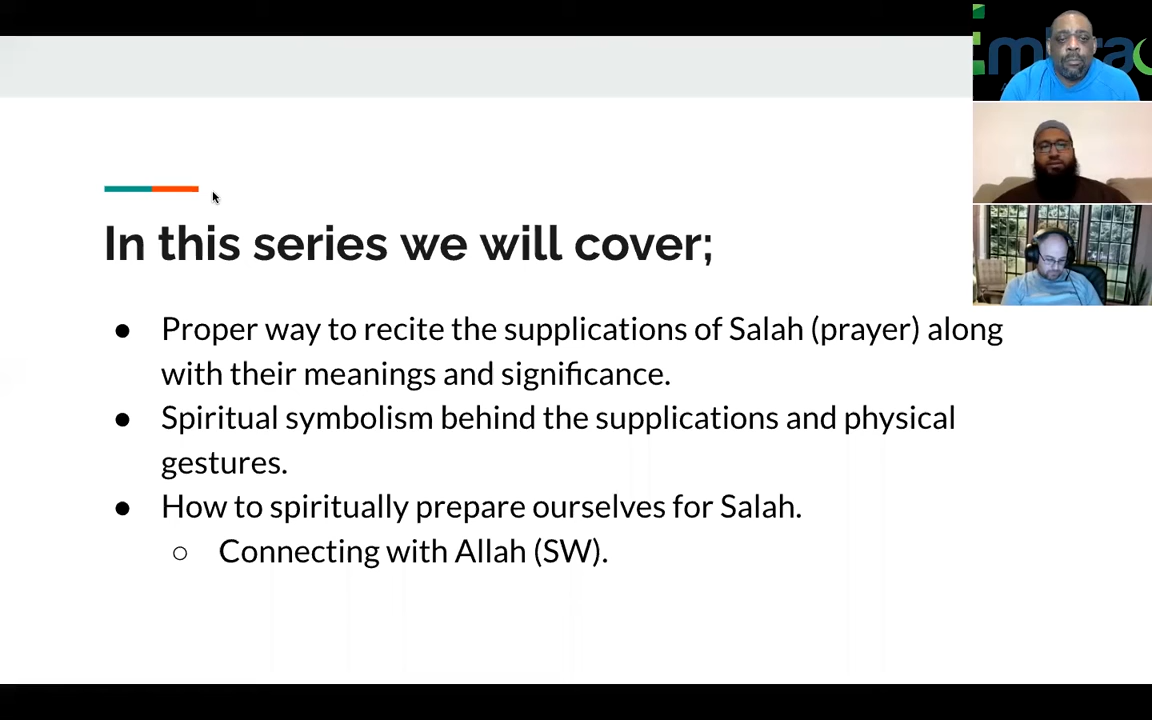 In this series we will cover;
● Proper way to recite the supplications of Salah (prayer) along
with their meanings and significance.
● Spiritual symbolism behind the supplications and physical
gestures.
● How to spiritually prepare ourselves for Salah.
○ Connecting with Allah (SW).